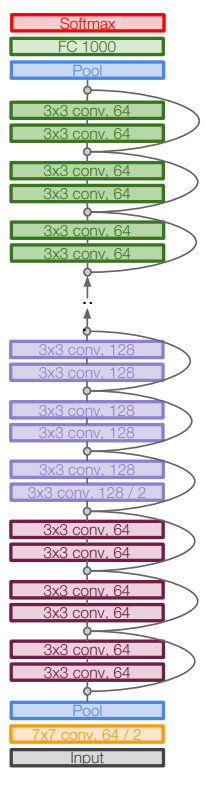 Softmax
FC 1000
Pool
3x3 conv, 64
3x3 conv, 64
3x3 conv, 64
3x3 conv, 64
3x3 conv, 64
3x3 conv, 64
..
3x3 conv, 128
3x3 conv, 128
3x3 conv, 128
3x3 conv, 128
3x3 conv, 128
3x3 conv, 128 / 2
3x3 conv, 64
3x3 conv, 64
3x3 conv, 64
3x3 conv, 64
3x3 conv, 64
3x3 conv, 64
Pool
7x7 conv, 64 / 2
Input